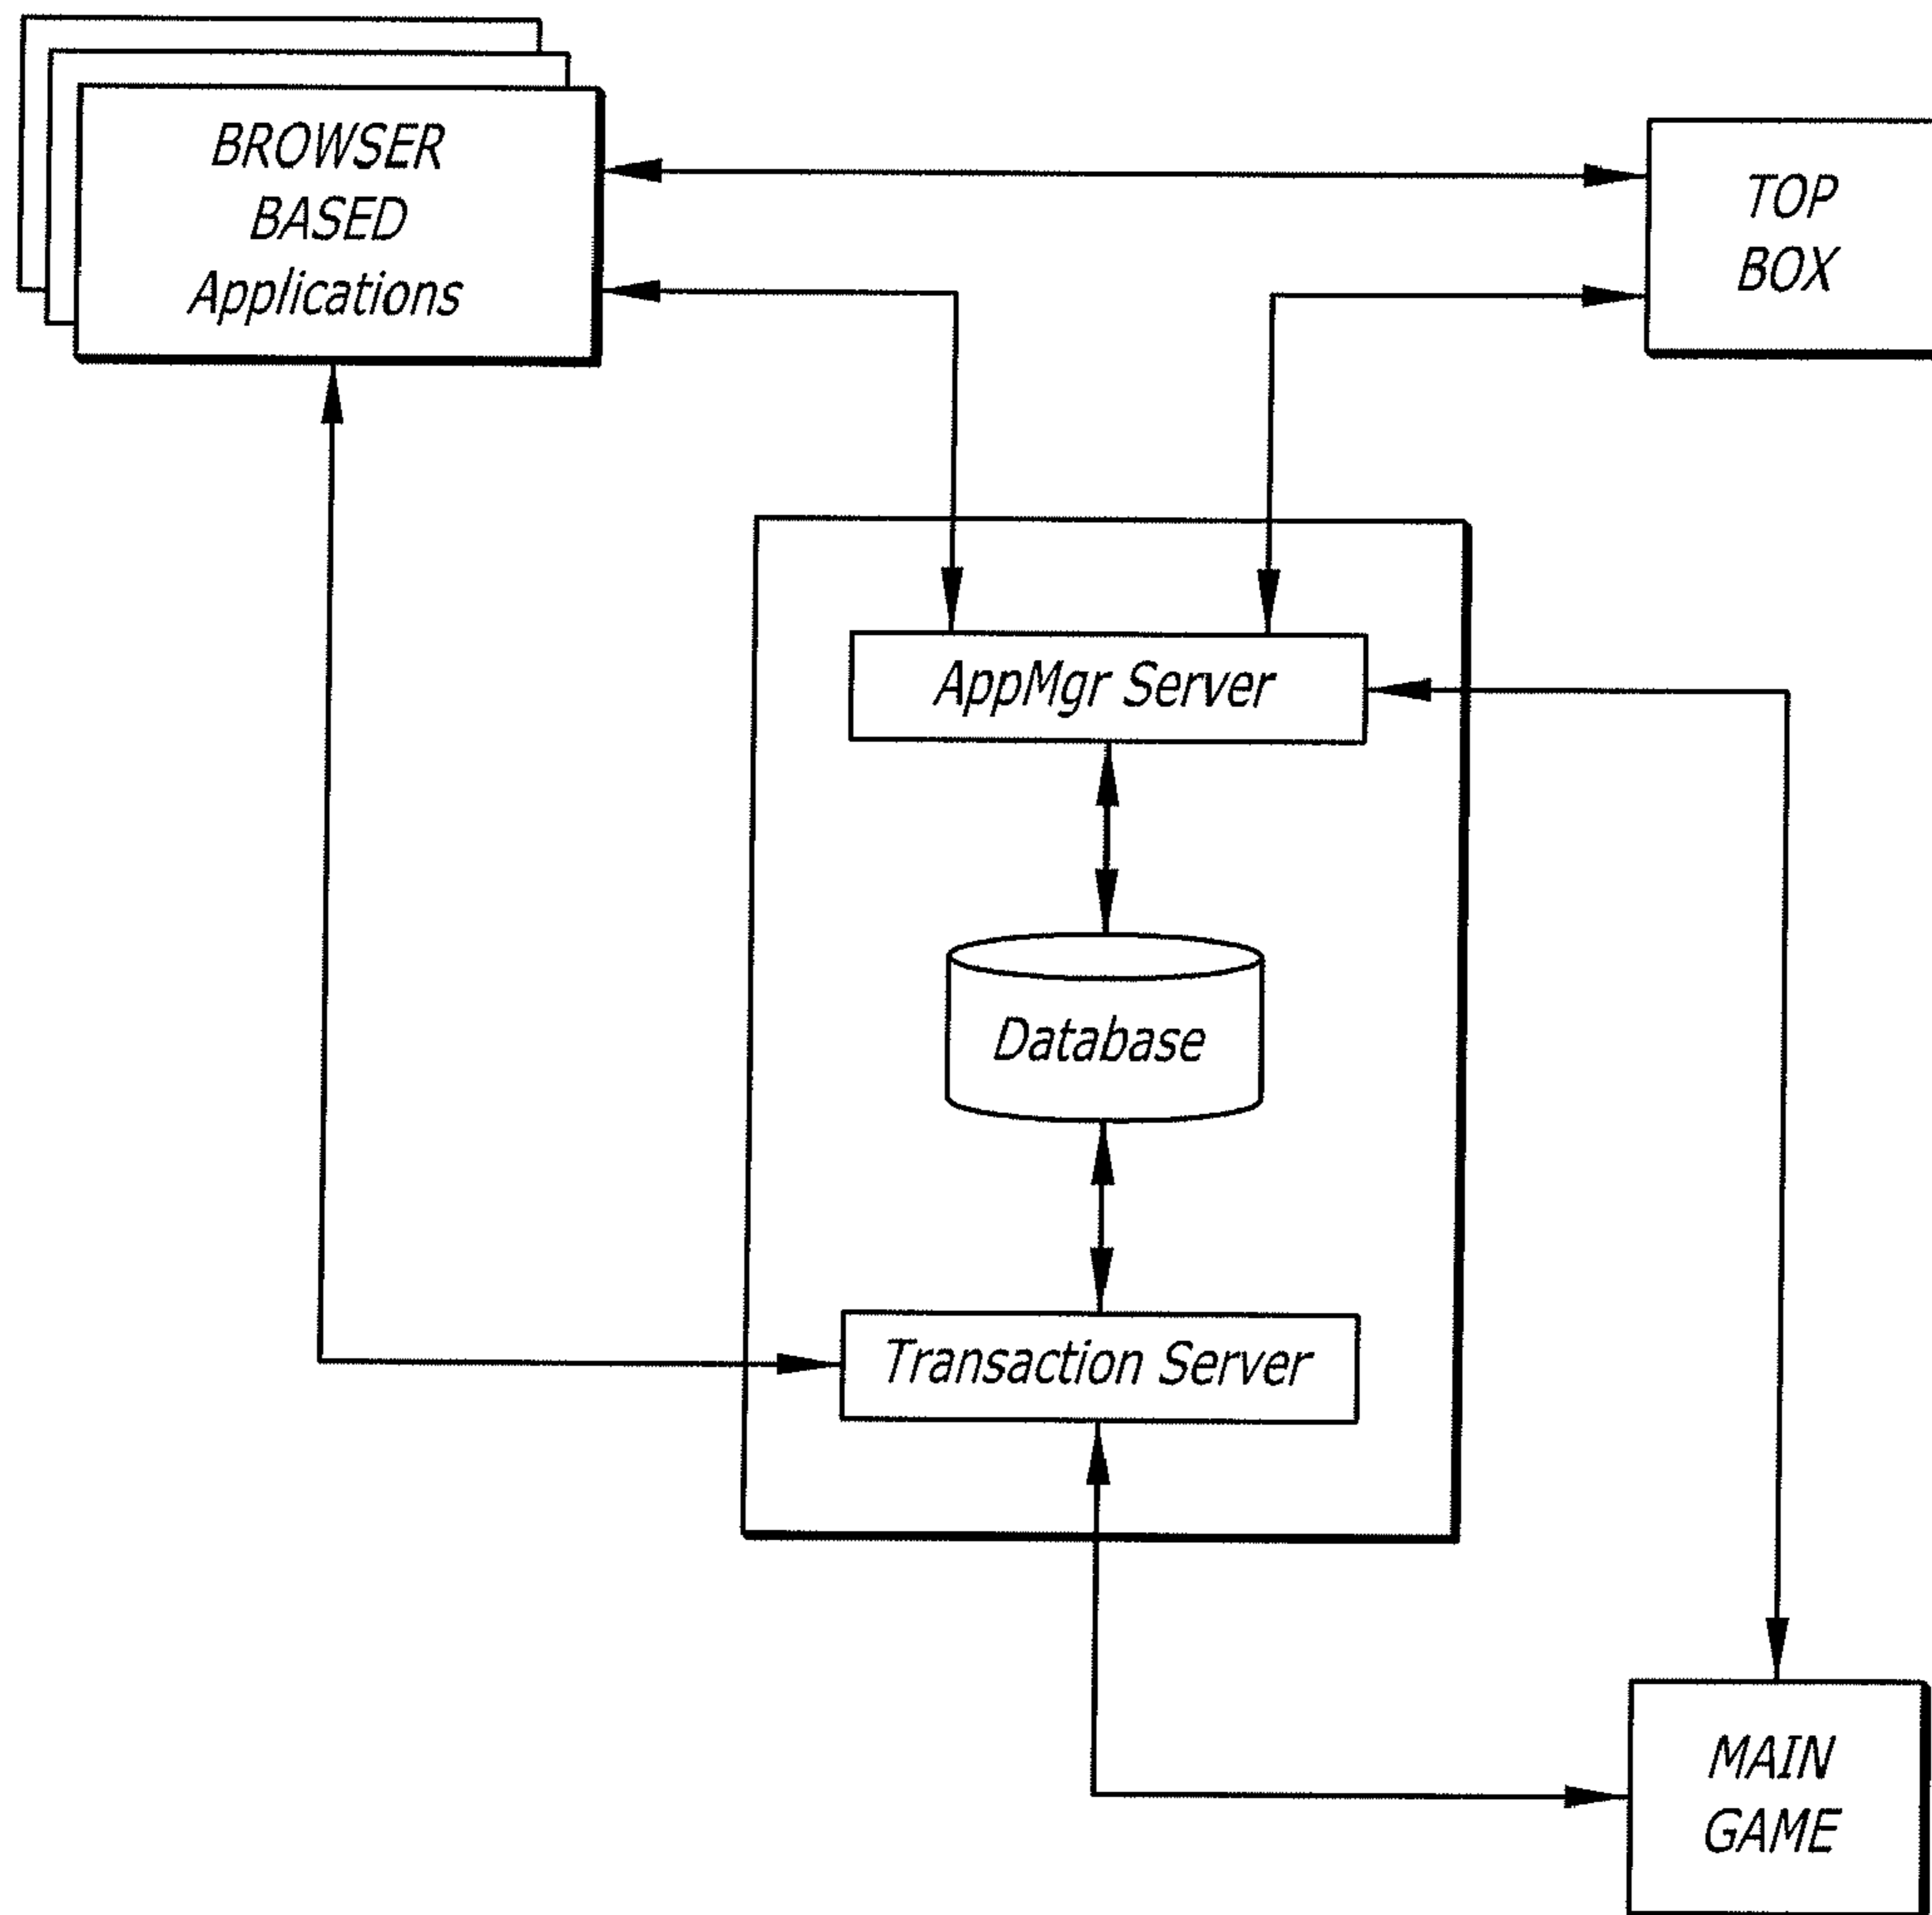 BROWSER
BASED
Applications
TOP
BOX
AppMgr Server
Database
Transaction Server
MAIN
GAME